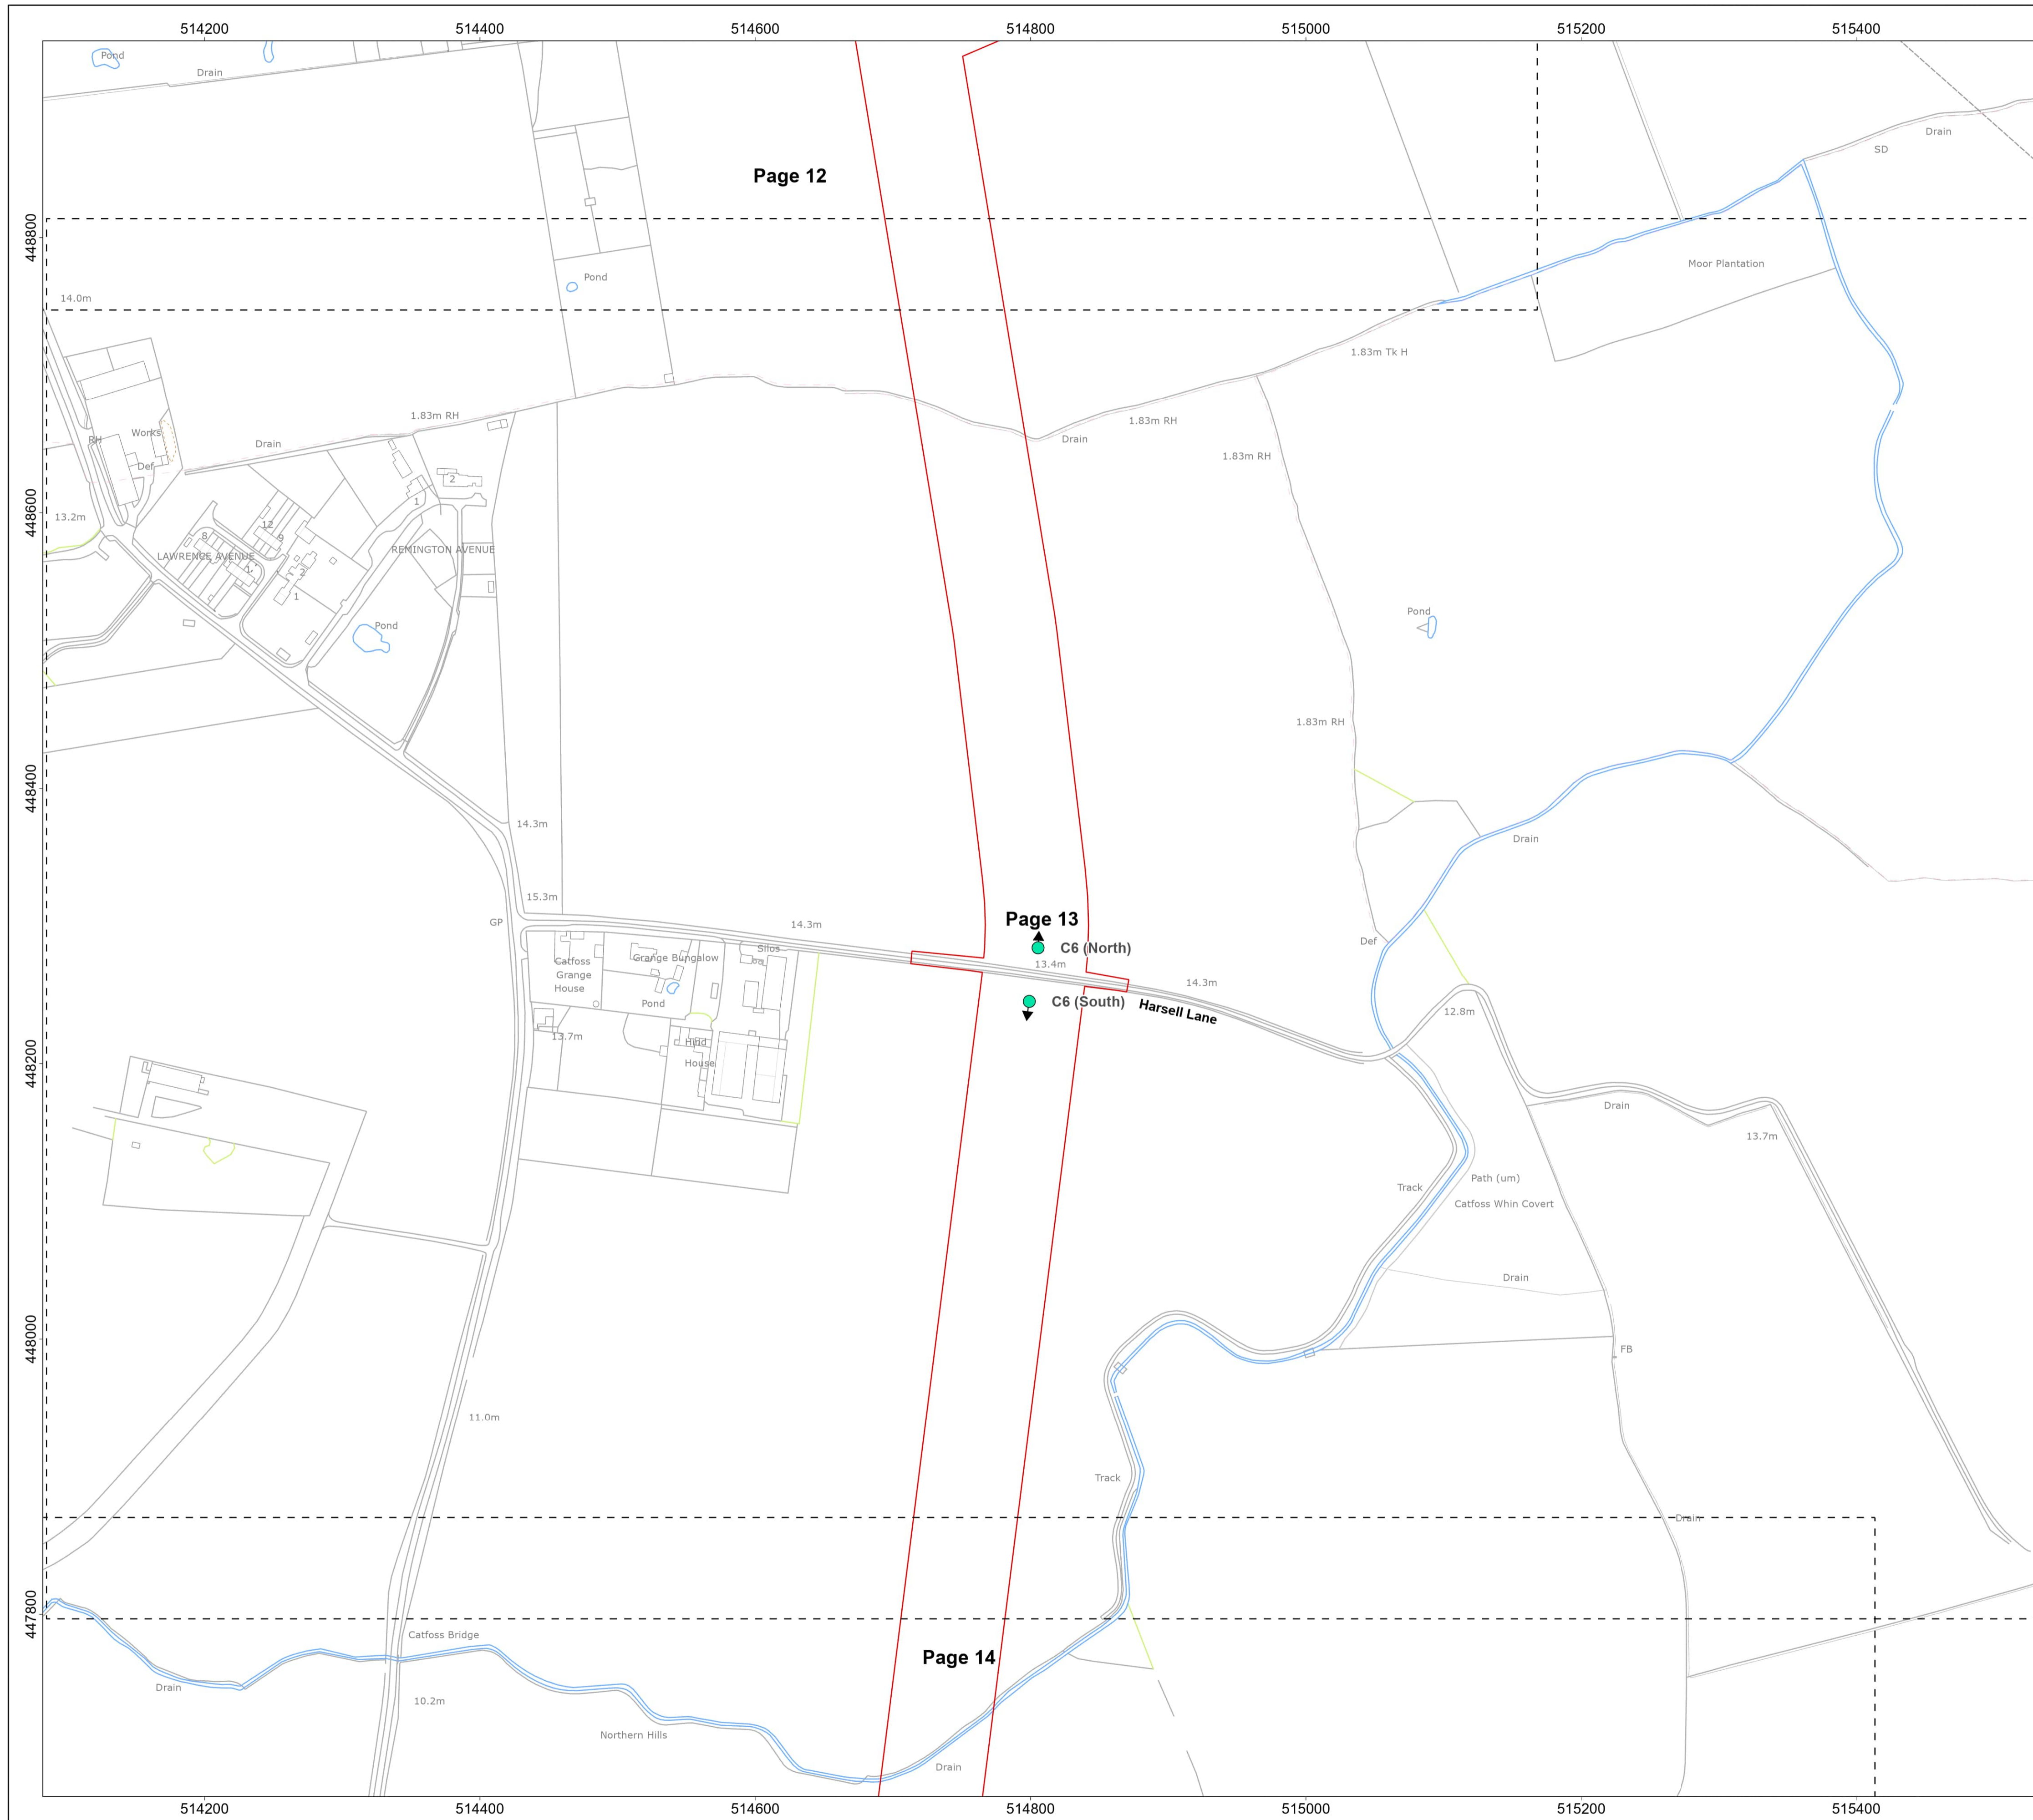 514200 514400 514600 514800 515000 515200 515400
Pond
Drain
Drain
SD
Page 12
448800
Moor Plantation
Pond
14.0m
1.83m Tk H
1.83m RH
1.83m RH
Works
RH
Drain
Drain
1.83m RH
Def
2
1
448600
13.2m
12
8
9
LAWRENCE AVENUE
REMINGTON AVENUE
1
2
1
Pond
Pond
1.83m RH
448400
14.3m
Drain
15.3m
GP
14.3m
Page 13
Def
Silos
C6 (North)
Grange Bungalow
Catfoss
Grange
House
13.4m
14.3m
Pond
C6 (South)
Harsell Lane
12.8m
13.7m
Hind
House
448200
Drain
13.7m
Path (um)
Track
Catfoss Whin Covert
Drain
448000
FB
11.0m
Track
Drain
447800
Catfoss Bridge
Page 14
Drain
10.2m
Northern Hills
Drain
514200 514400 514600 514800 515000 515200 515400